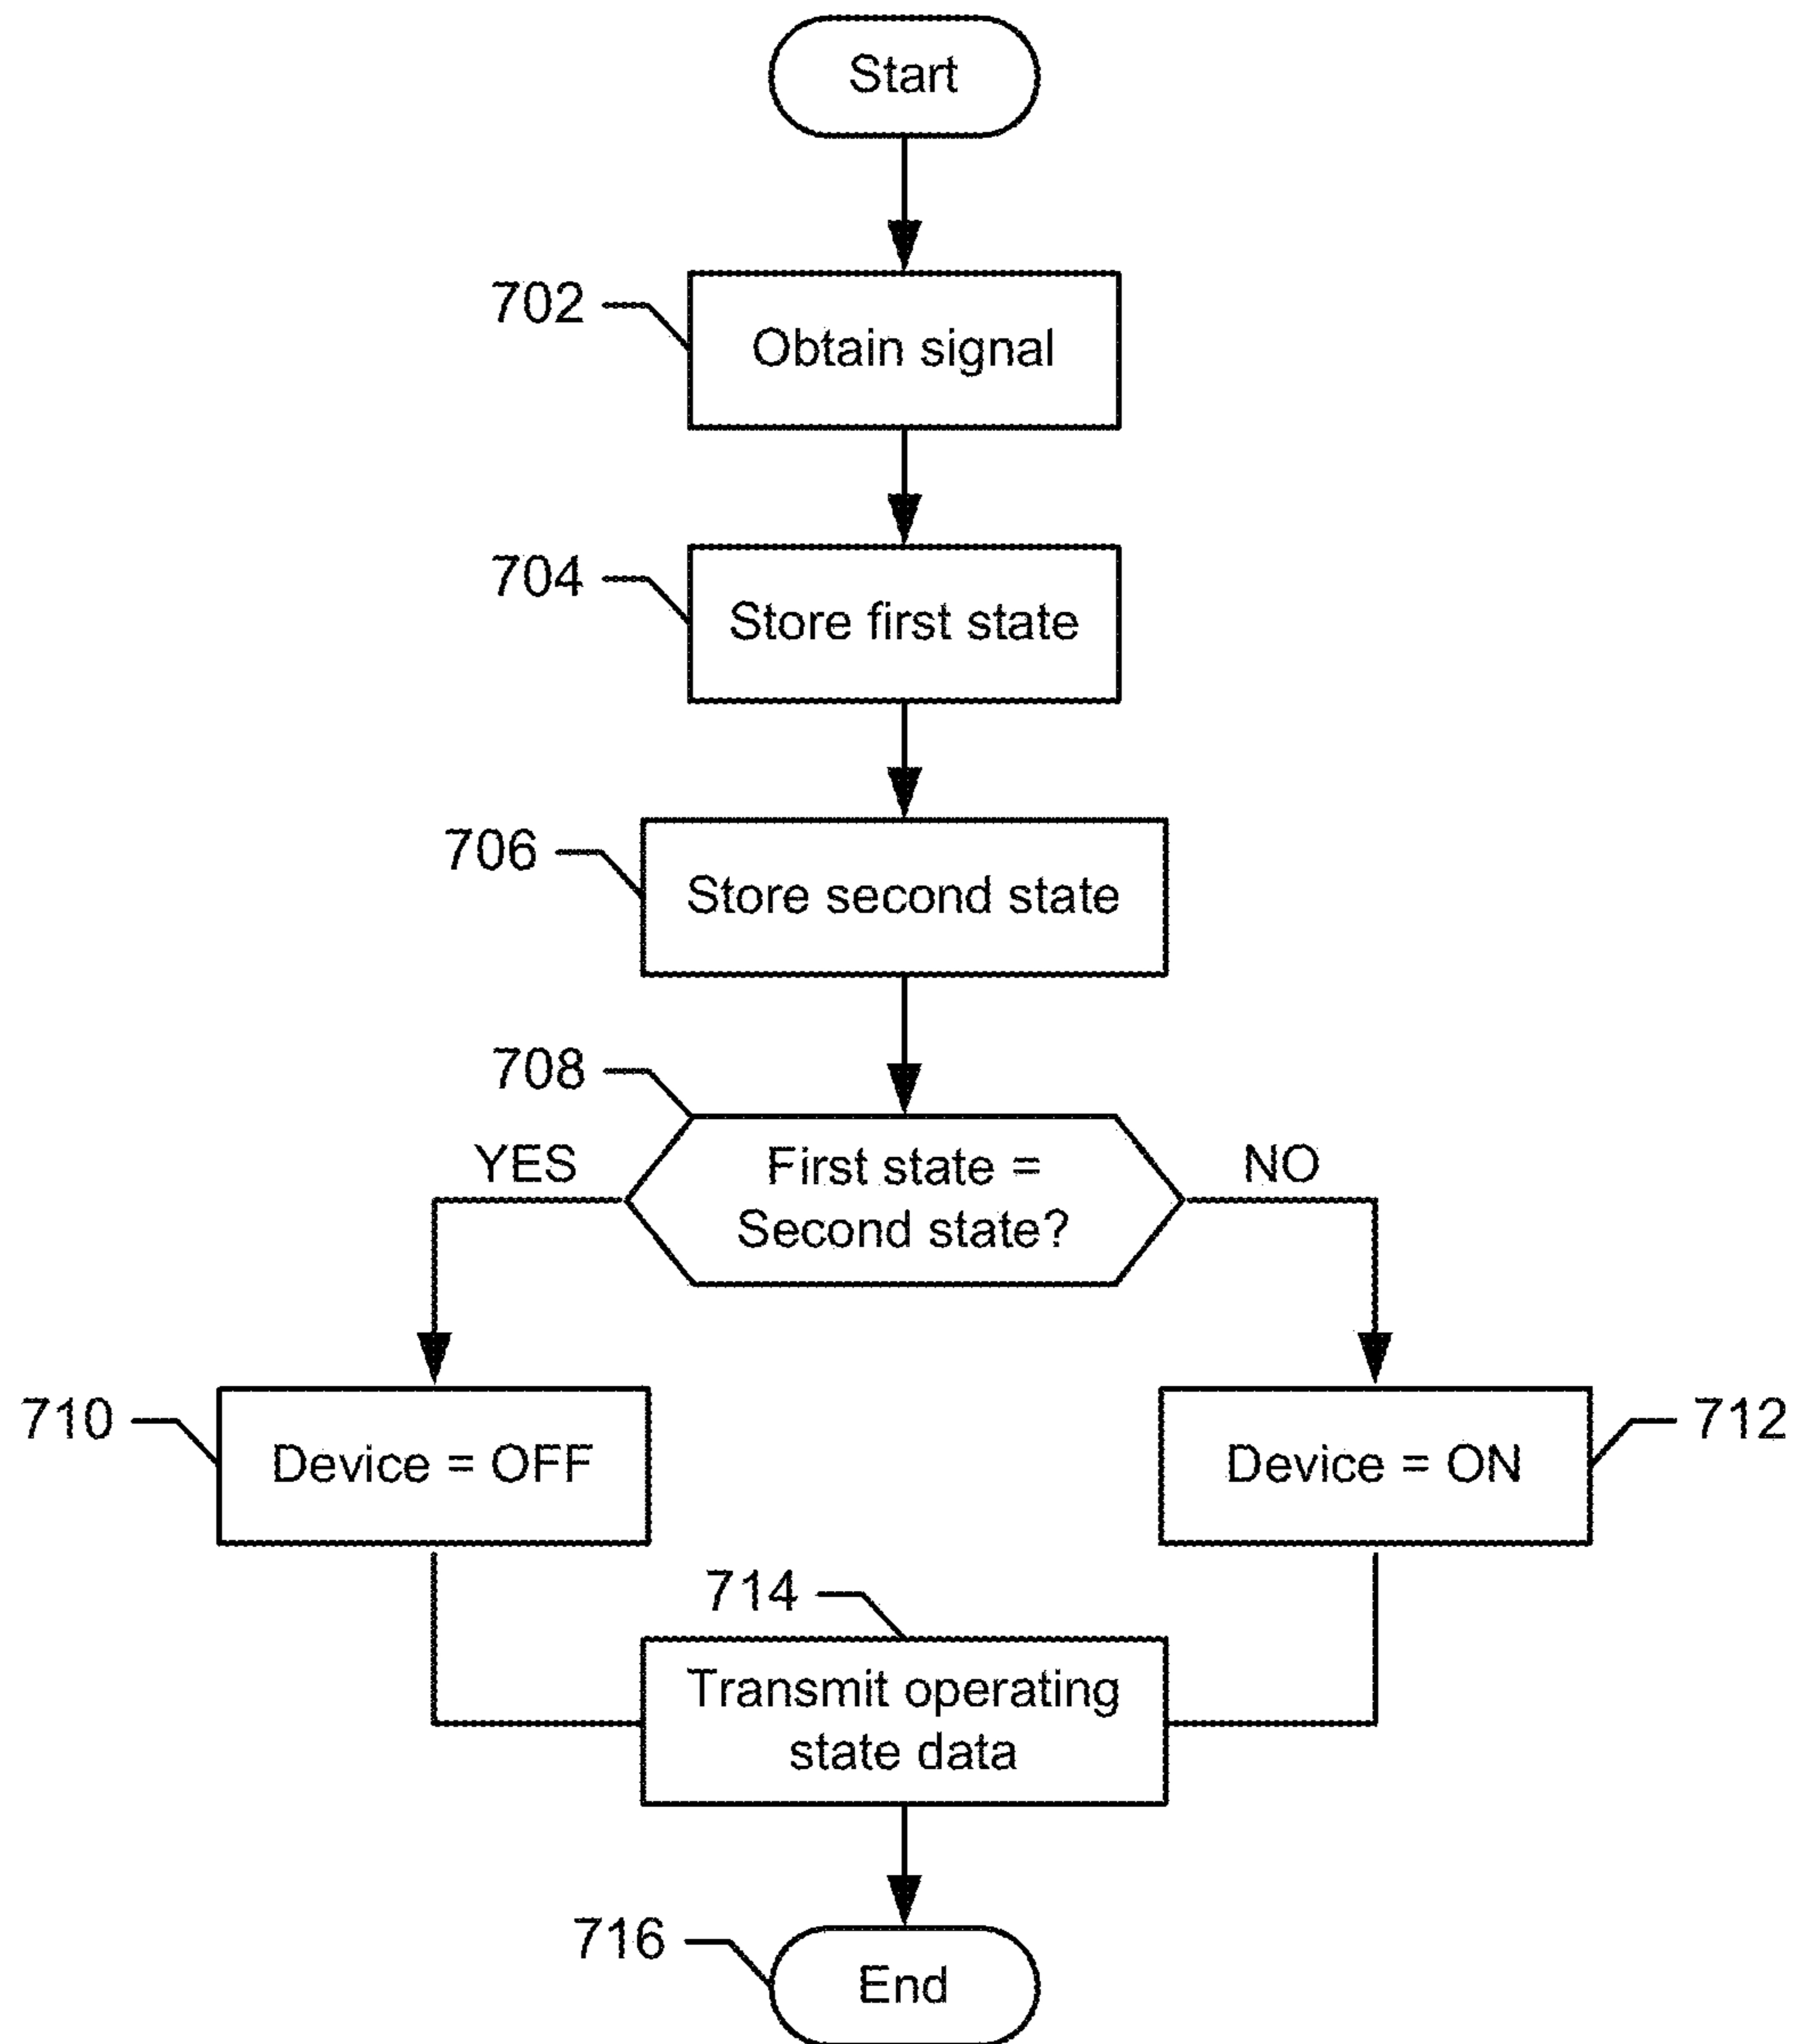 Start
702
Obtain signal
704
Store first state
706
Store second state
708
YES
First state =
Second state?
NO
710
Device = OFF
Device = ON
712
714
Transmit operating
state data
716
End